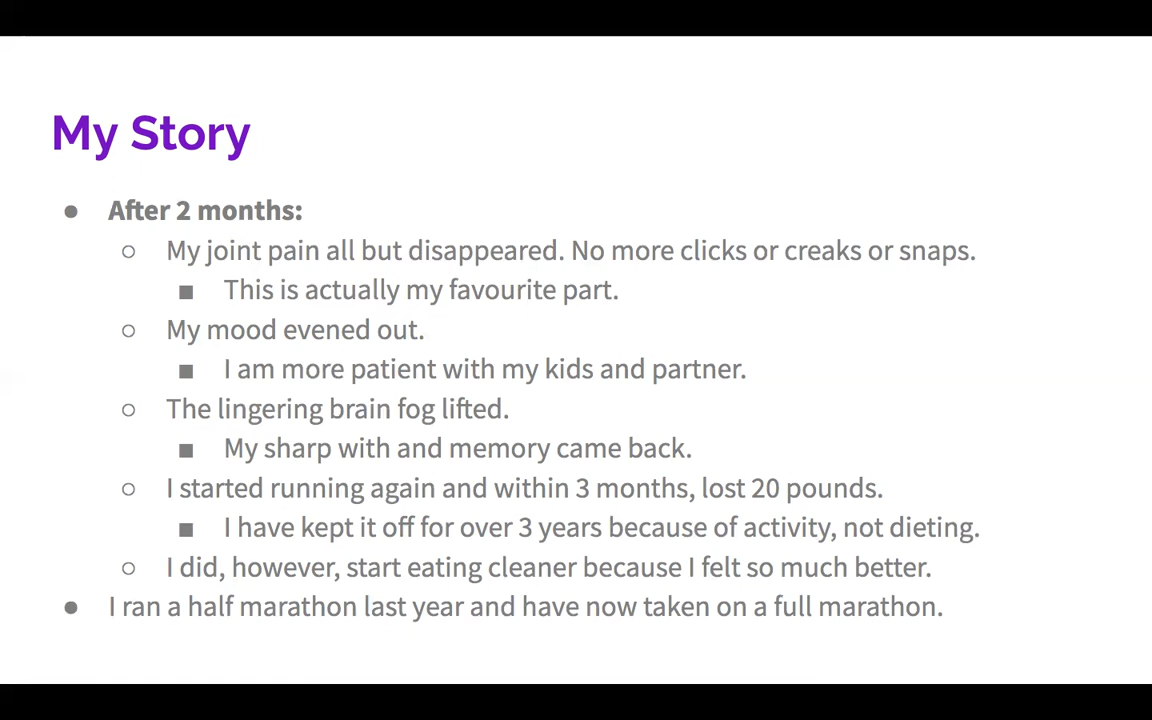 My Story
● After 2 months:
○ My joint pain all but disappeared. No more clicks or creaks or snaps.
■ This is actually my favourite part.
○ My mood evened out.
■ I am more patient with my kids and partner.
○ The lingering brain fog lifted.
■ My sharp with and memory came back.
○ I started running again and within 3 months, lost 20 pounds.
■ I have kept it off for over 3 years because of activity, not dieting.
○ I did, however, start eating cleaner because I felt so much better.
● I ran a half marathon last year and have now taken on a full marathon.